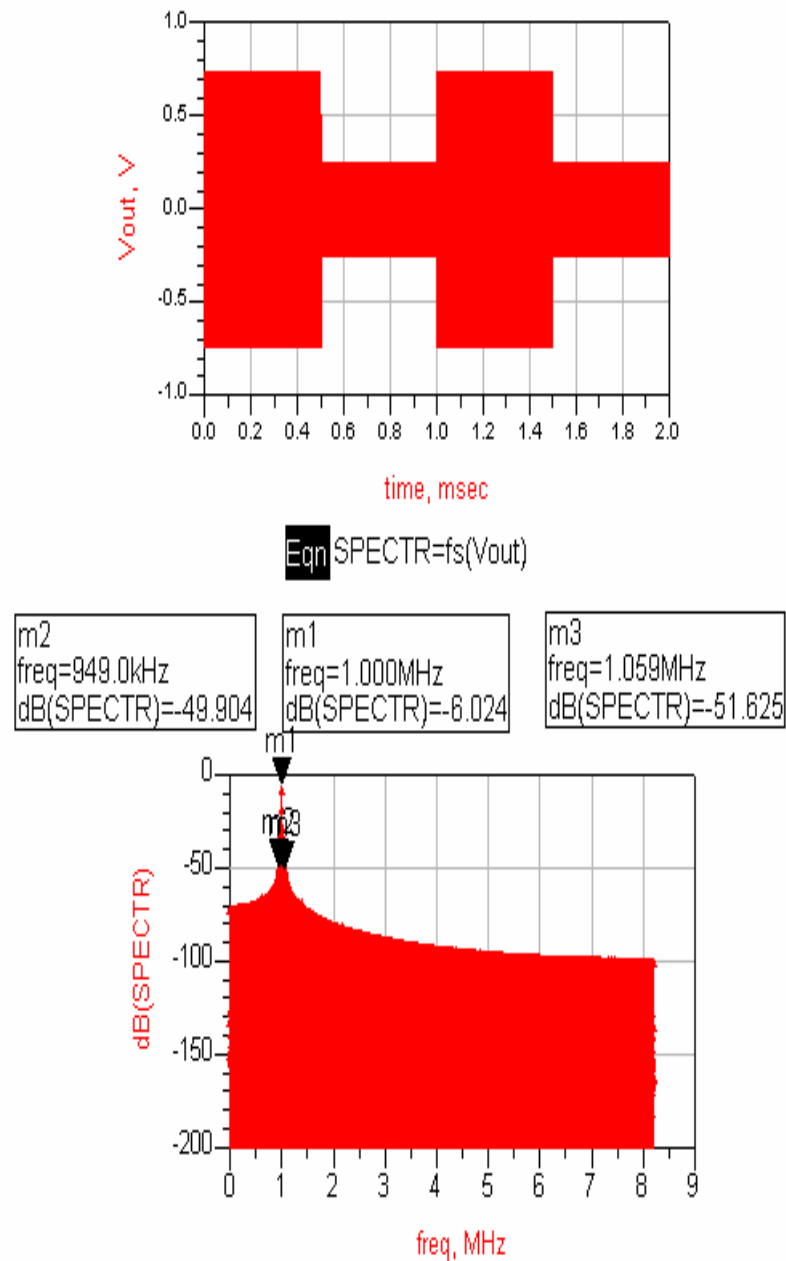 1.0
0.5
0.0
-0.5
-1.0
Vout, V
0.0 0.2 0.4 0.6 0.8 1.0 1.2 1.4 1.6 1.8 2.0
time, msec
Eqn SPECTR=fs(Vout)
m2
freq=949.0kHz
dB(SPECTR)=-49.904
m1
freq=1.000MHz
dB(SPECTR)=-6.024
m3
freq=1.059MHz
dB(SPECTR)=-51.625
m1
m3
0
-50
-100
-150
-200
dB(SPECTR)
0 1 2 3 4 5 6 7 8 9
freq, MHz